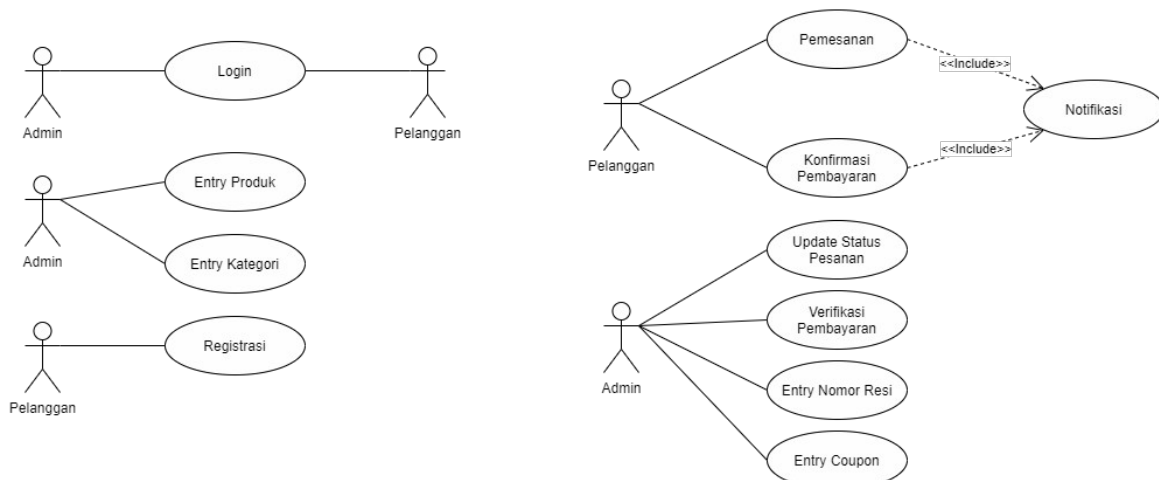 Login
Admin
Pelanggan
Entry Produk
Admin
Entry Kategori
Registrasi
Pelanggan
Pemesanan
<<Include>>
Notifikasi
Pelanggan
<<Include>>
Konfirmasi
Pembayaran
Update Status
Pesanan
Verifikasi
Pembayaran
Admin
Entry Nomor Resi
Entry Coupon